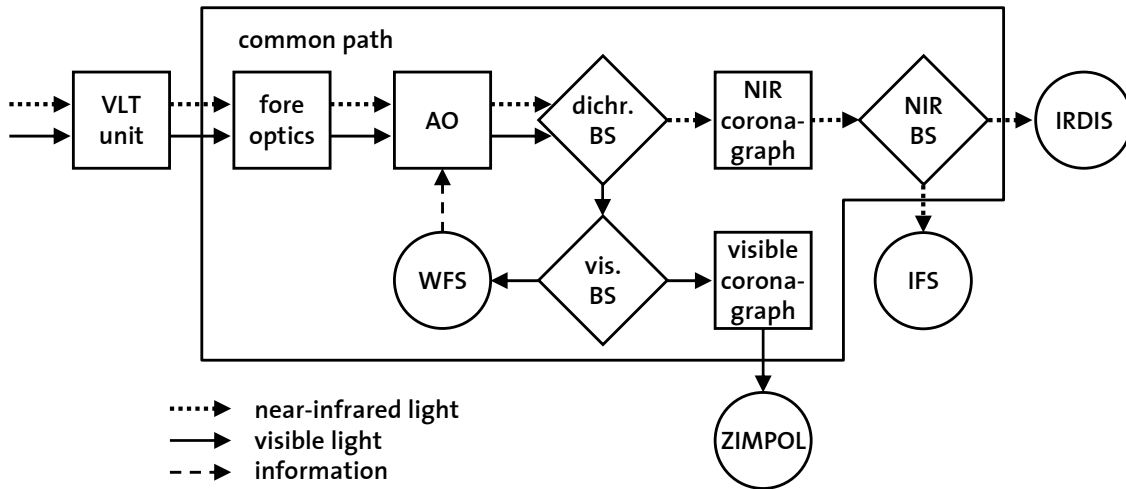 common path
VLT
unit
fore
optics
AO
dichr.
BS
NIR
corona-
graph
NIR
BS
IRDIS
WFS
vis.
BS
visible
corona-
graph
IFS
ZIMPOL
near-infrared light
visible light
information